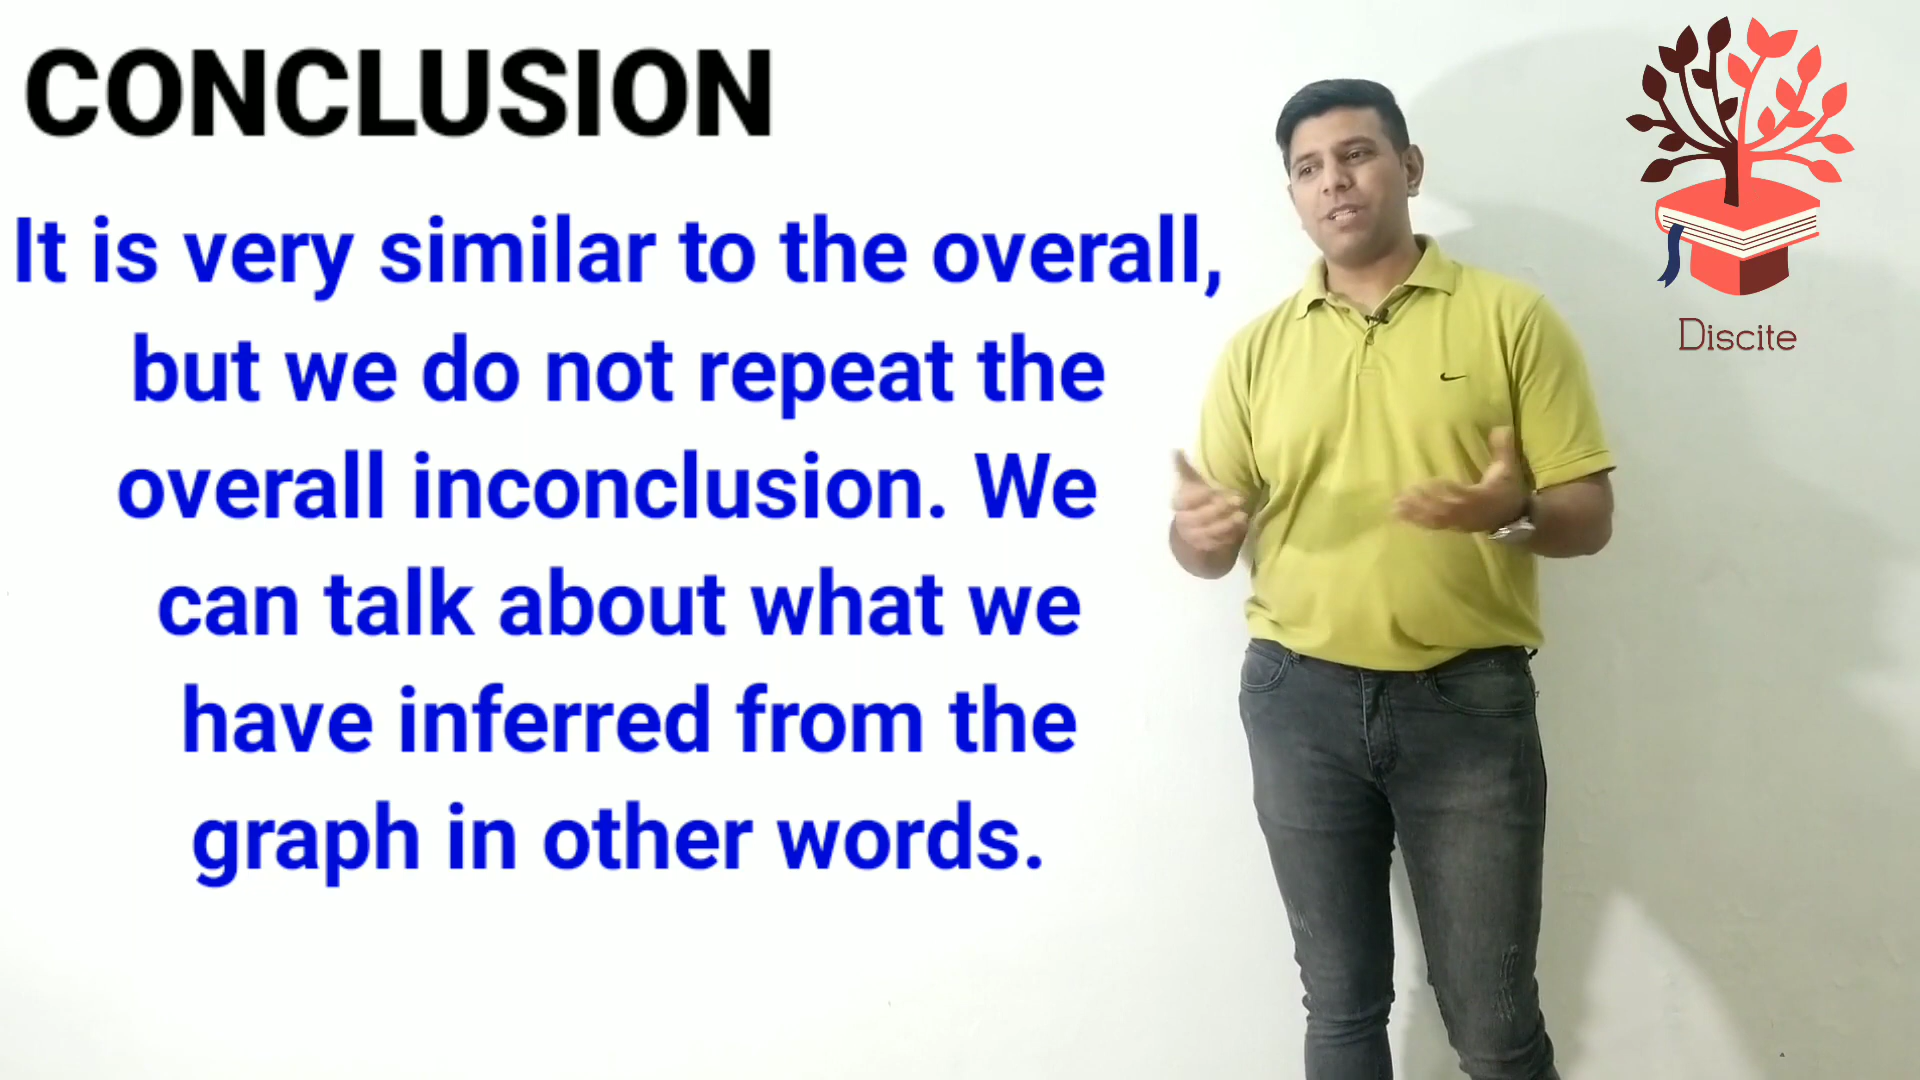 CONCLUSION
It is very similar to the overall,
but we do not repeat the
overall inconclusion. We
can talk about what we
have inferred from the
graph in other words.
Discite